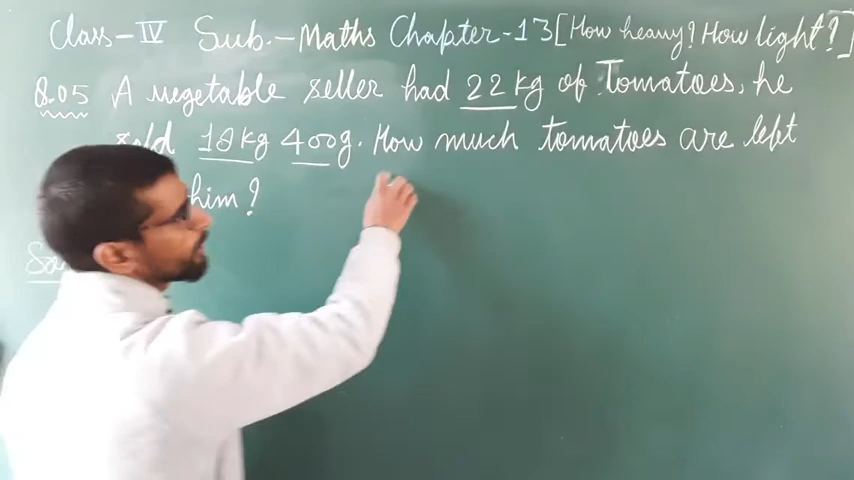 Class-IV Sub.-Maths Chapter-13[How heavy? How light?]
Q.05 A vegetable seller had 22 kg of Tomatoes, he
sold 18 kg 400g. How much tomatoes are left
him?